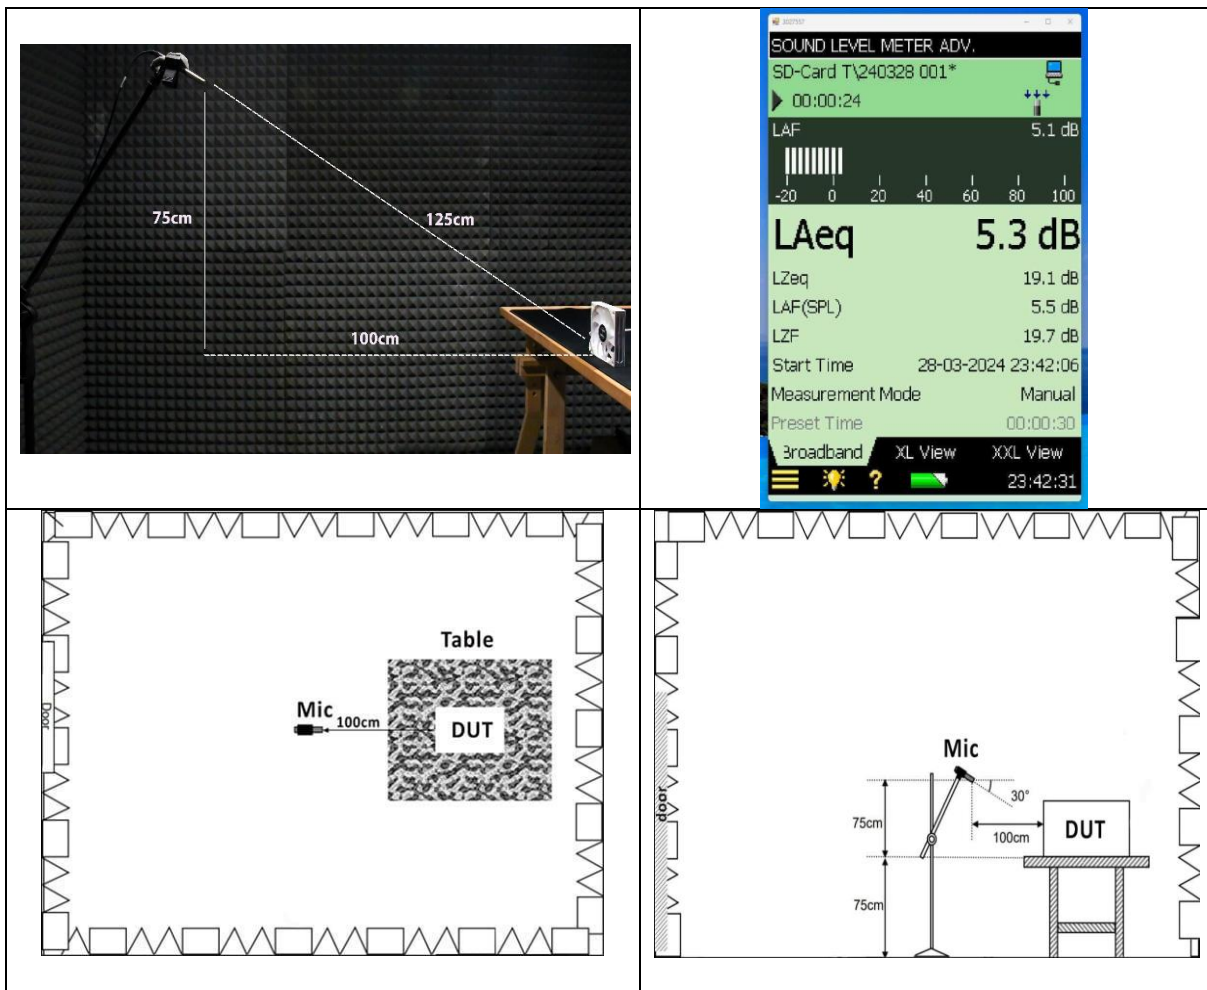 75cm
125cm
100cm
SOUND LEVEL METER ADV.
SD-Card T\240328 001*
00:00:24
LAF 5.1 dB
-20 0 20 40 60 80 100
LAeq 5.3 dB
LZeq 19.1 dB
LAF(SPL) 5.5 dB
LZF 19.7 dB
Start Time 28-03-2024 23:42:06
Measurement Mode Manual
Preset Time 00:00:30
Broadband XL View XXL View
? 23:42:31
Table
Door
Mic
100cm
DUT
door
Mic
30°
75cm
100cm
DUT
75cm